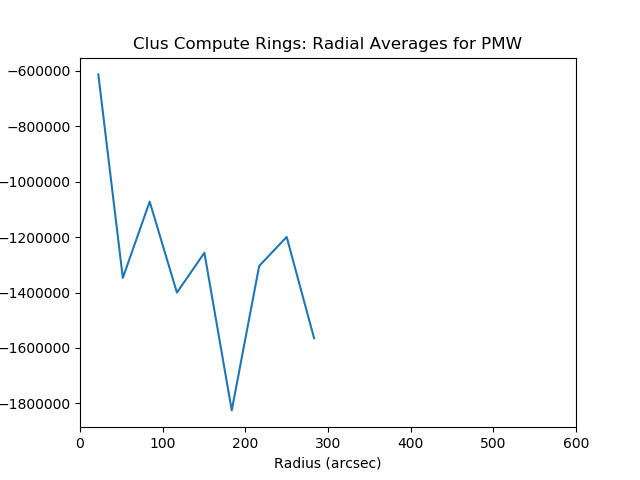 Clus Compute Rings: Radial Averages for PMW
−600000
−800000
−1000000
−1200000
−1400000
−1600000
−1800000
0 100 200 300 400 500 600
Radius (arcsec)